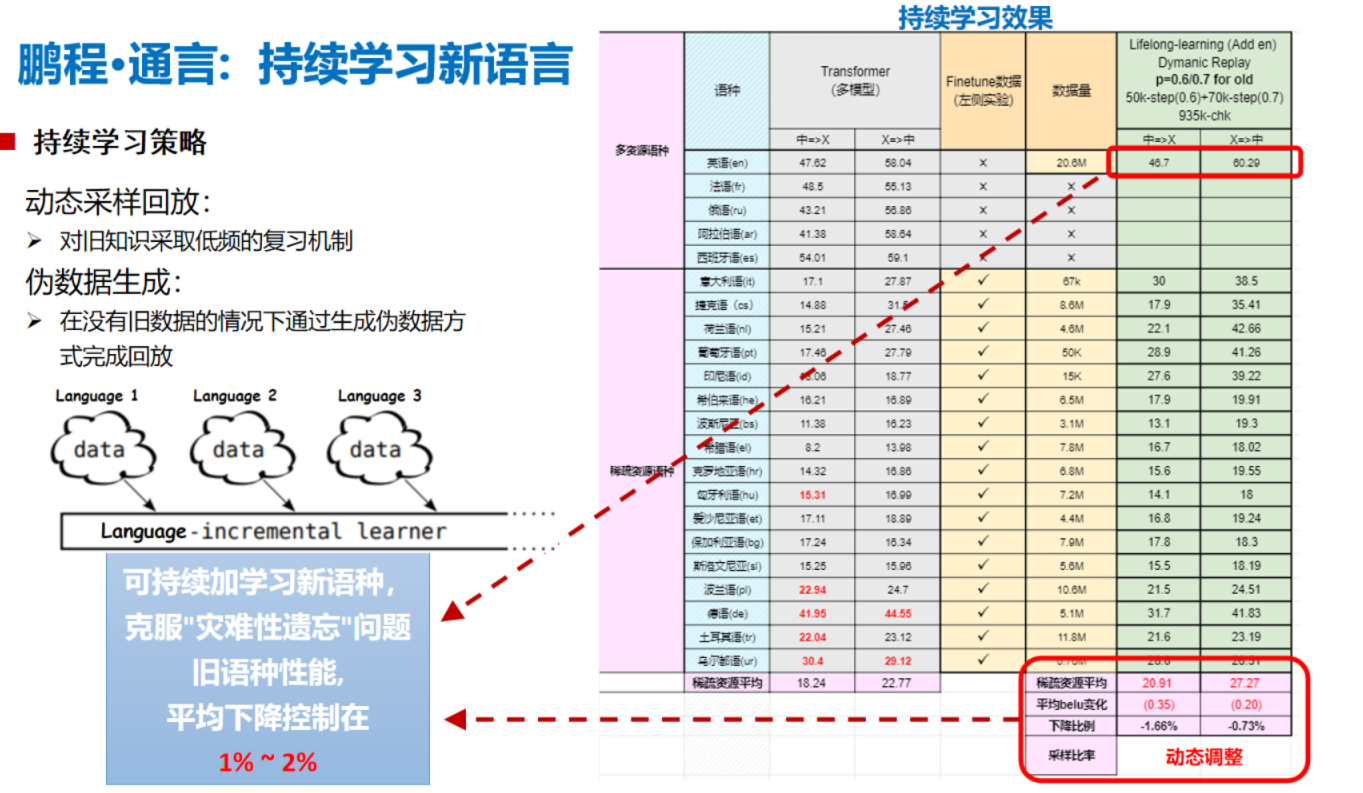 持续学习效果
鹏程•通言：持续学习新语言
持续学习策略
动态采样回放：
对旧知识采取低频的复习机制
伪数据生成：
在没有旧数据的情况下通过生成伪数据方
式完成回放
Language 1 Language 2 Language 3
data data data
Language-incremental learner
可持续加学习新语种，
克服"灾难性遗忘"问题
旧语种性能,
平均下降控制在
1% ~ 2%
多资源语种
语种
Transformer
(多模型)
Finetune数据
(左侧实验)
数据量
Lifelong-learning (Add en)
Dymanic Replay
p=0.6/0.7 for old
50k-step(0.6)+70k-step(0.7)
935k-chk
中=>X X=>中 中=>X X=>中
英语(en) 47.62 58.04 × 20.6M 46.7 60.29
法语(fr) 48.5 55.13 × ×
俄语(ru) 43.21 56.86 × ×
阿拉伯语(ar) 41.38 58.64 × ×
西班牙语(es) 54.01 59.1 × ×
稀疏资源语种
意大利语(it) 17.1 27.87 ✓ 67k 30 38.5
捷克语（cs） 14.88 ✓ 8.6M 17.9 35.41
荷兰语(nl) 15.21 27.46 ✓ 4.6M 22.1 42.66
葡萄牙语(pt) 17.46 27.79 ✓ 50K 28.9 41.26
印尼语(id) 18.77 ✓ 15K 27.6 39.22
希伯来语(he) 16.21 16.89 ✓ 6.5M 17.9 19.91
波斯尼亚(bs) 11.38 16.23 ✓ 3.1M 13.1 19.3
希腊语(el) 8.2 13.98 ✓ 7.8M 16.7 18.02
克罗地亚语(hr) 14.32 16.86 ✓ 6.8M 15.6 19.55
匈牙利语(hu) 15.31 16.99 ✓ 7.2M 14.1 18
爱沙尼亚语(et) 17.11 18.89 ✓ 4.4M 16.8 19.24
保加利亚语(bg) 17.24 16.34 ✓ 7.9M 17.8 18.3
斯洛文尼亚(sl) 15.25 15.96 ✓ 5.6M 15.5 18.19
波兰语(pl) 22.94 24.7 ✓ 10.6M 21.5 24.51
德语(de) 41.95 44.55 ✓ 5.1M 31.7 41.83
土耳其语(tr) 22.04 23.12 ✓ 11.8M 21.6 23.19
乌尔都语(ur) 30.4 29.12 ✓
稀疏资源平均 18.24 22.77 稀疏资源平均 20.91 27.27
平均belu变化 (0.35) (0.20)
下降比例 -1.66% -0.73%
采样比率 动态调整